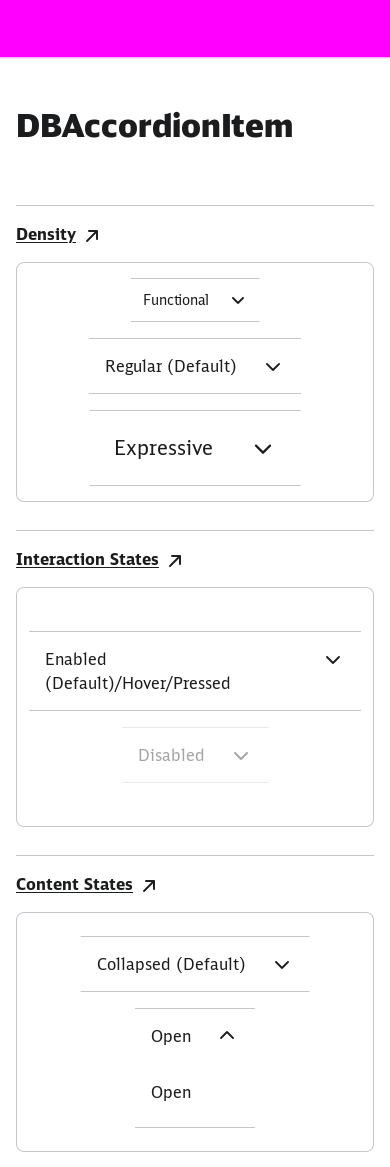 DBAccordionItem
Density
Functional
Regular (Default)
Expressive
Interaction States
Enabled
(Default)/Hover/Pressed
Disabled
Content States
Collapsed (Default)
Open
Open